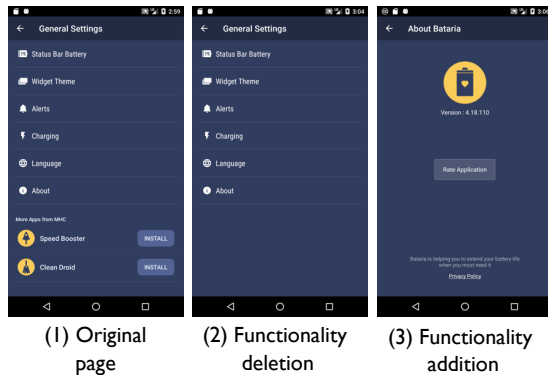 2:59
General Settings
Status Bar Battery
Widget Theme
Alerts
Charging
Language
About
More Apps from MHC
Speed Booster
INSTALL
Clean Droid
INSTALL
(1) Original
page
3:04
General Settings
Status Bar Battery
Widget Theme
Alerts
Charging
Language
About
(2) Functionality
deletion
3:06
About Bataria
Version : 4.18.110
Rate Application
Bataria is helping you to extend your battery life
when you most need it
Privacy Policy
(3) Functionality
addition